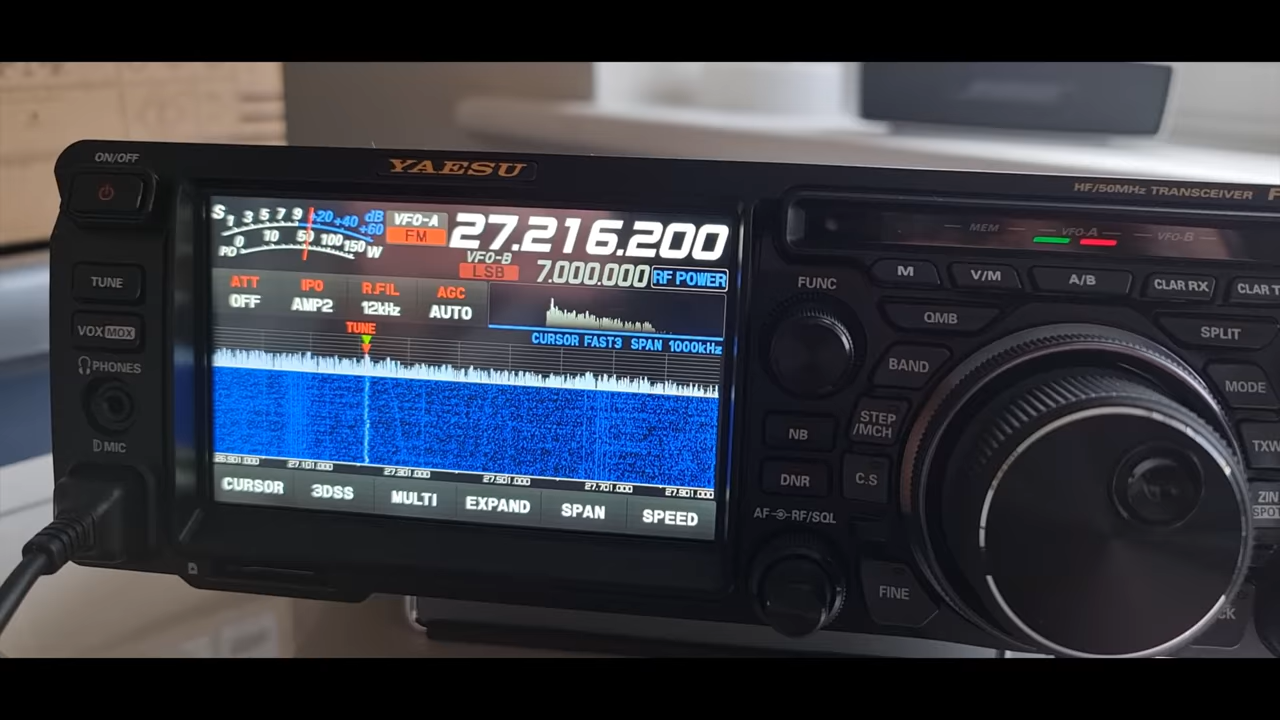 ON/OFF
YAESU
HF/50MHz TRANSCEIVER F
TUNE
VOX MOX
PHONES
MIC
S 1 3 5 7 9 +20 +40 +60 dB
PO 0 10 50 100 150 W
VFO-A
FM
27.216.200
VFO-B
LSB
7.000.000
RF POWER
ATT
OFF
IPO
AMP2
R.FIL
12kHz
AGC
AUTO
TUNE
CURSOR FAST3 SPAN 1000kHz
26.901.000 27.101.000 27.301.000 27.501.000 27.701.000 27.901.000
CURSOR 3DSS MULTI EXPAND SPAN SPEED
MEM VFO-A VFO-B
FUNC
M V/M A/B CLAR RX CLAR T
QMB SPLIT
BAND MODE
STEP
/MCH
NB TXW
DNR C.S ZIN
SPOT
AF RF/SQL
FINE
CK